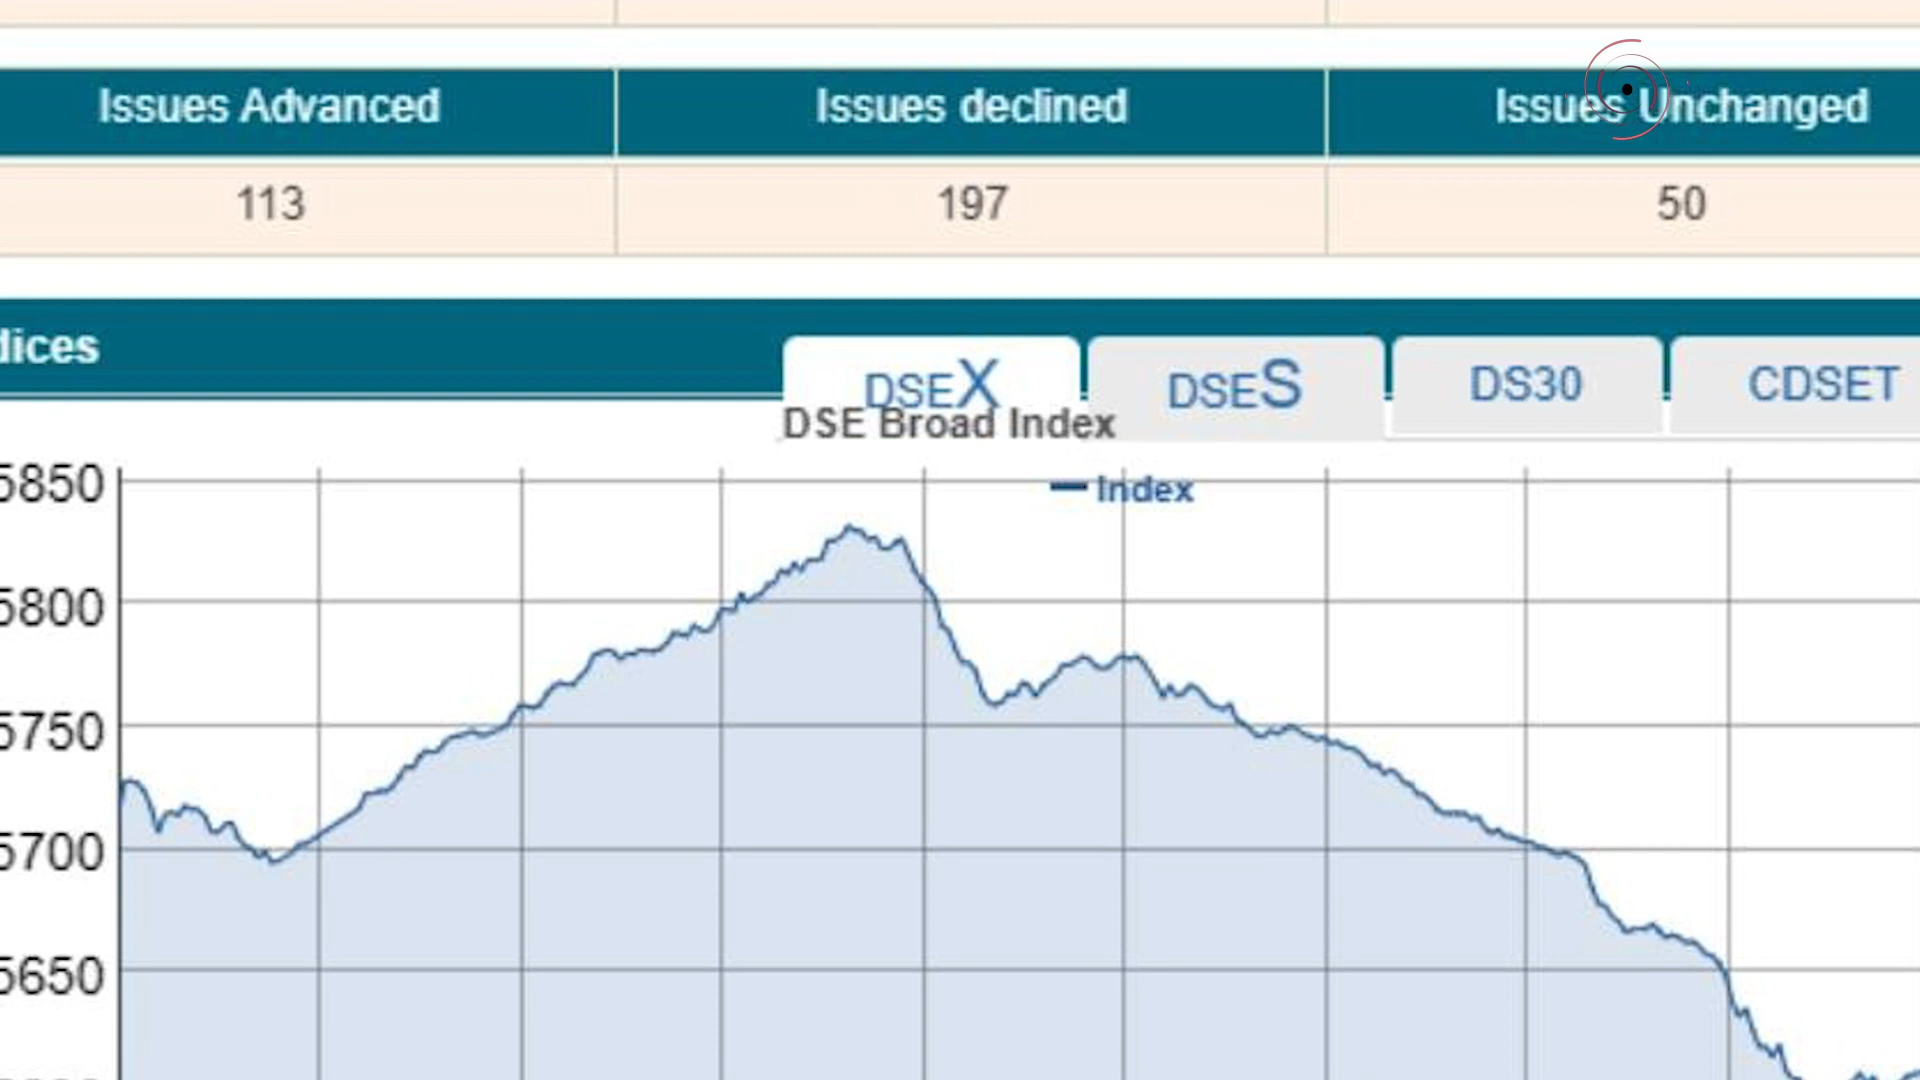 Issues Advanced Issues declined Issues Unchanged
113 197 50
dices DSEX DSES DS30 CDSET
DSE Broad Index
Index
5850
5800
5750
5700
5650